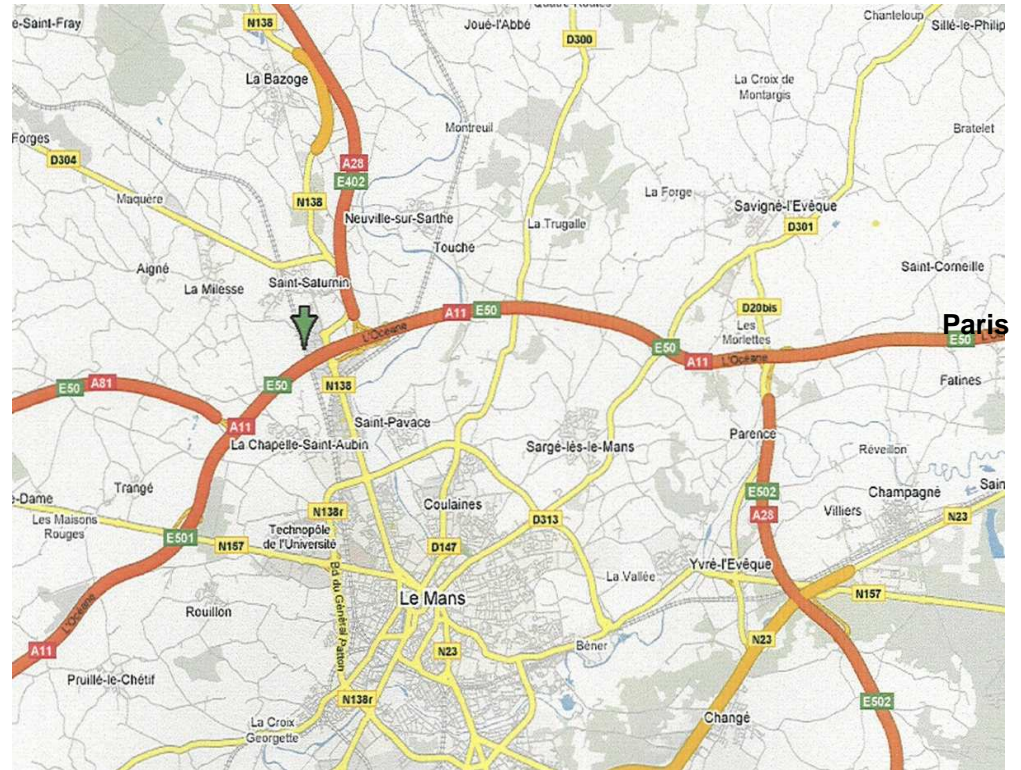 e-Saint-Fray
N138
Joué-l'Abbé
Quatre Routes
D300
Chanteloup
Sillé-le-Philip
La Bazoge
La Croix de
Montargis
Forges
D304
Montreuil
Bratelet
A28
E402
Maquère
N138
Neuville-sur-Sarthe
La Forge
Savigné-l'Evêque
D301
La Trugalle
Touche
Aigné
La Milesse
Saint-Saturnin
Saint-Corneille
A11 E50
D20bis
L'Océane
Les
Morlettes
Paris
E50
E50
A11
L'Océane
E50
A81
E50
N138
Fatines
A11
La Chapelle-Saint-Aubin
Saint-Pavace
Sargé-lès-le-Mans
Parence
Réveillon
Trangé
e-Dame
Les Maisons
Rouges
E501
N157
N138r
Technopôle
de l'Université
Coulaines
D313
D147
E502
A28
Champagné
Villiers
Sain
N23
Bd du Général Patton
Le Mans
La Vallée
Yvré-l'Evêque
N157
Rouillon
L'Océane
A11
N23
Béner
N23
Pruillé-le-Chétif
N138r
E502
La Croix
Georgette
Changé